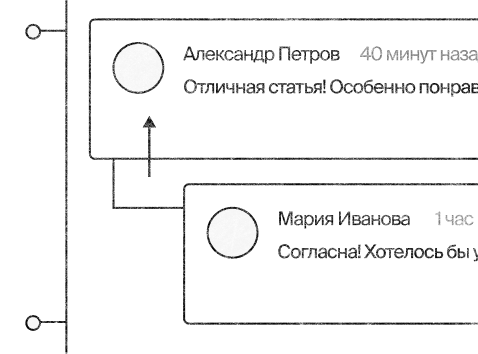 Александр Петров 40 минут наза
Отличная статья! Особенно понрав
Мария Иванова 1 час
Согласна! Хотелось бы у